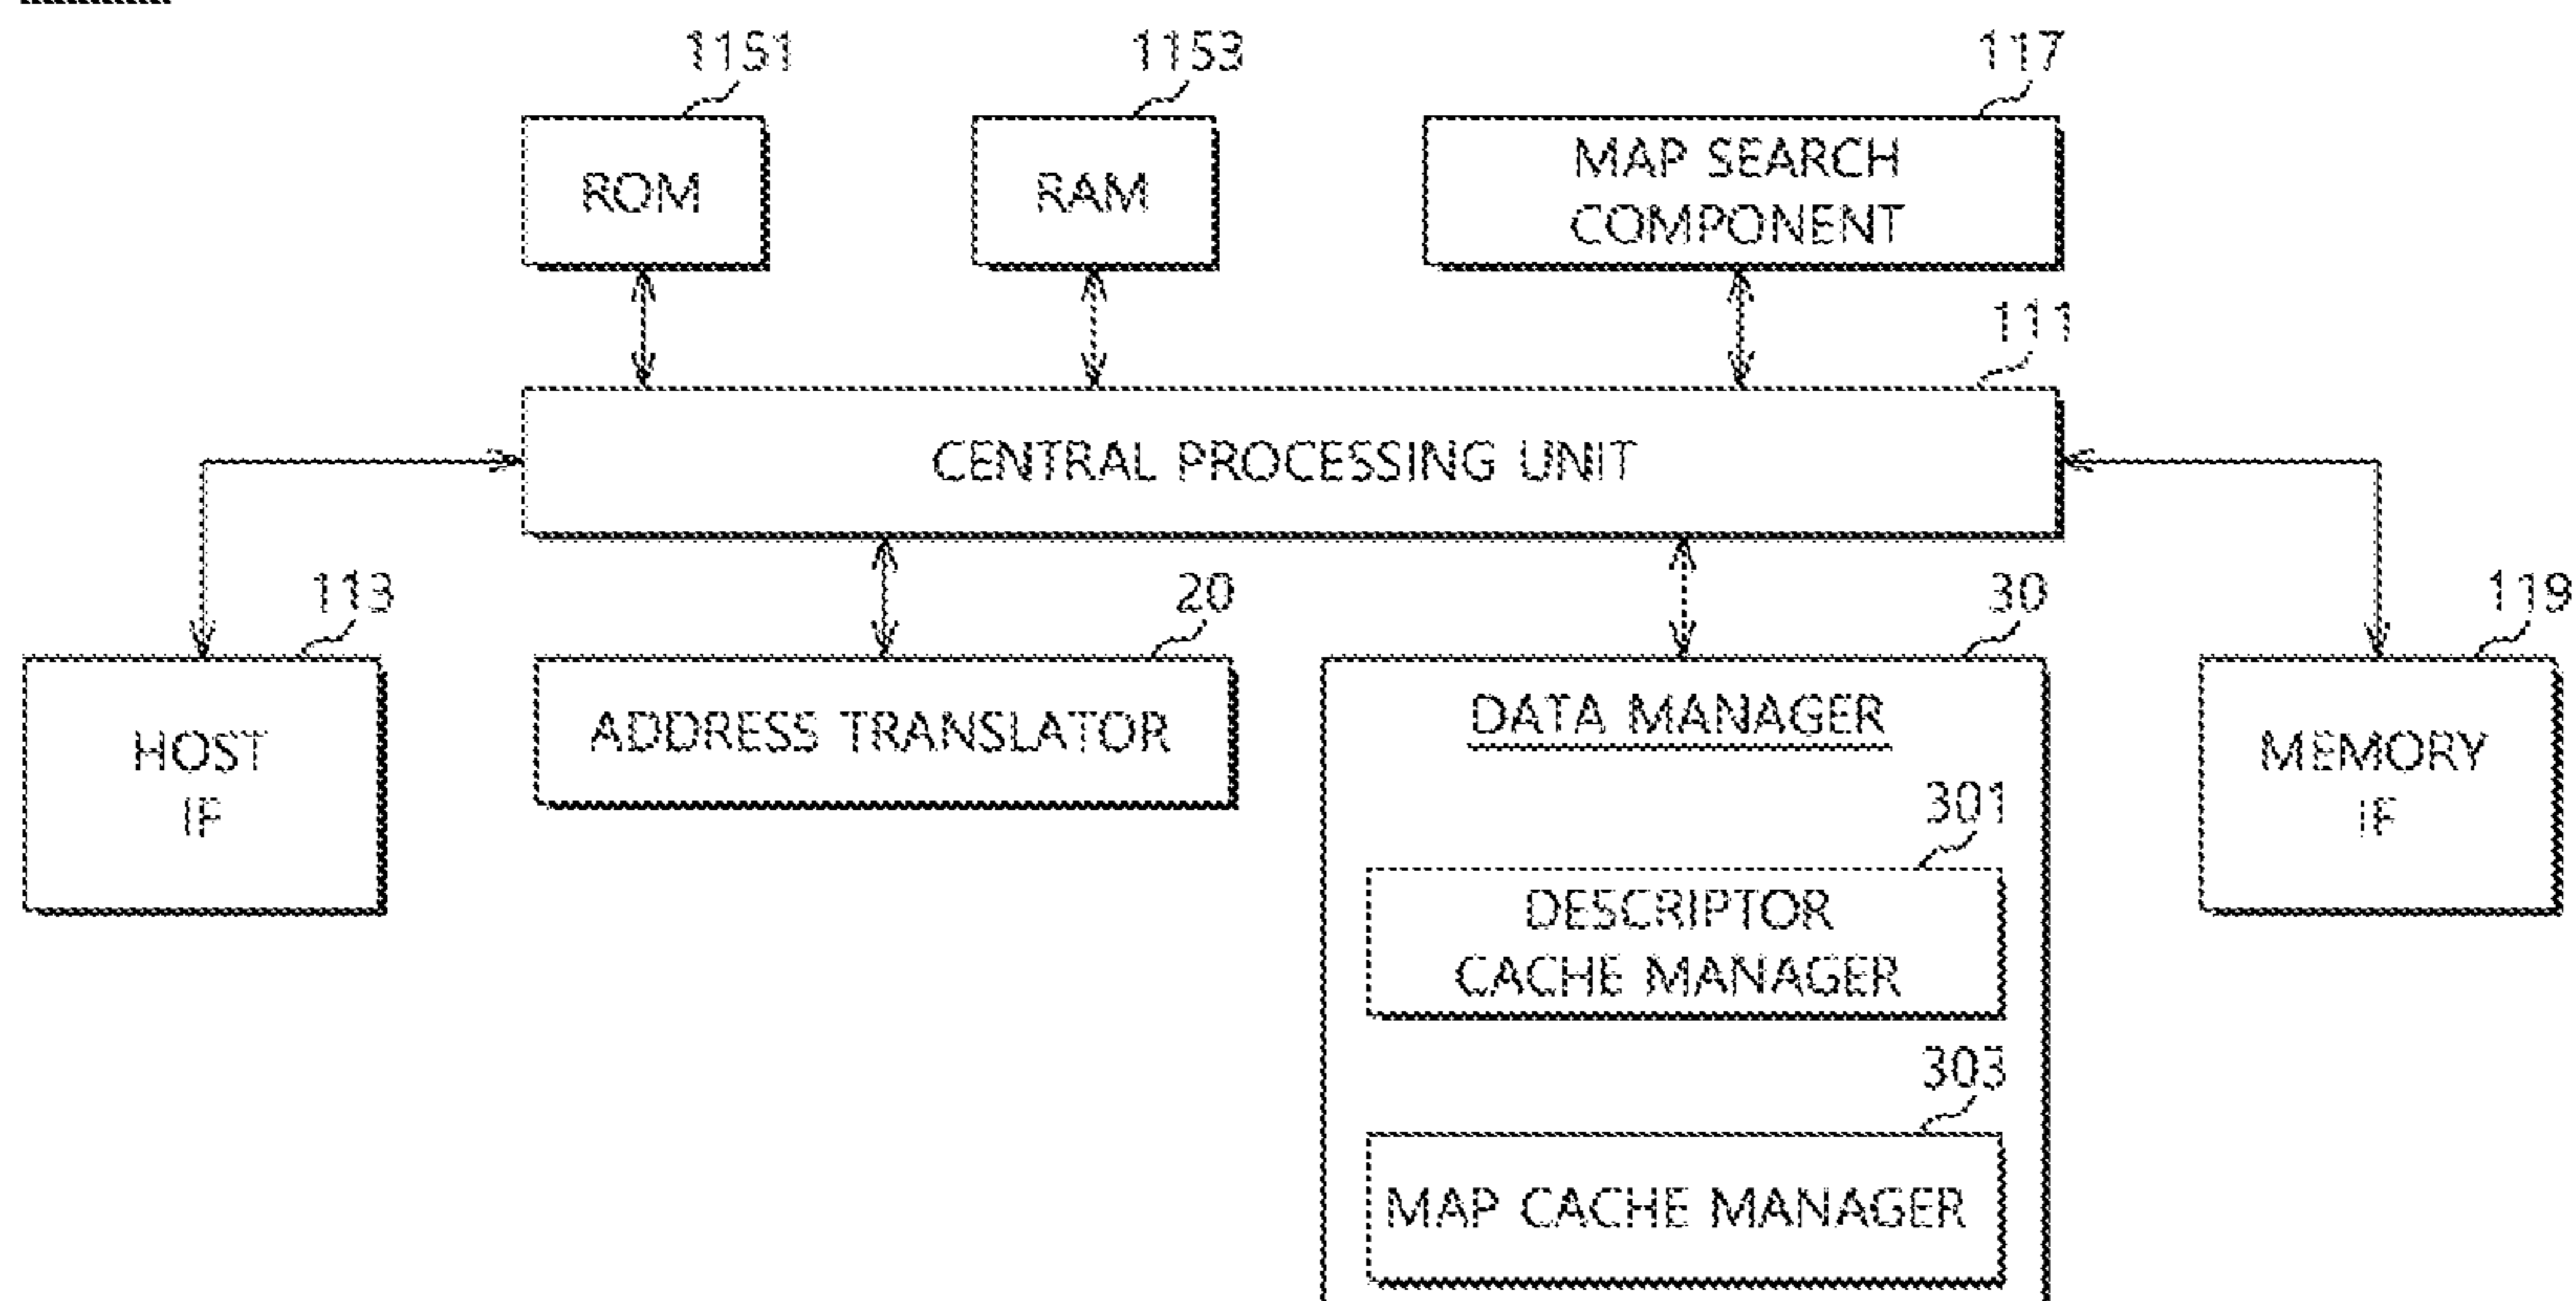 1151
1153
117
ROM
RAM
MAP SEARCH
COMPONENT
111
CENTRAL PROCESSING UNIT
113
20
30
119
HOST
IF
ADDRESS TRANSLATOR
DATA MANAGER
MEMORY
IF
301
DESCRIPTOR
CACHE MANAGER
303
MAP CACHE MANAGER